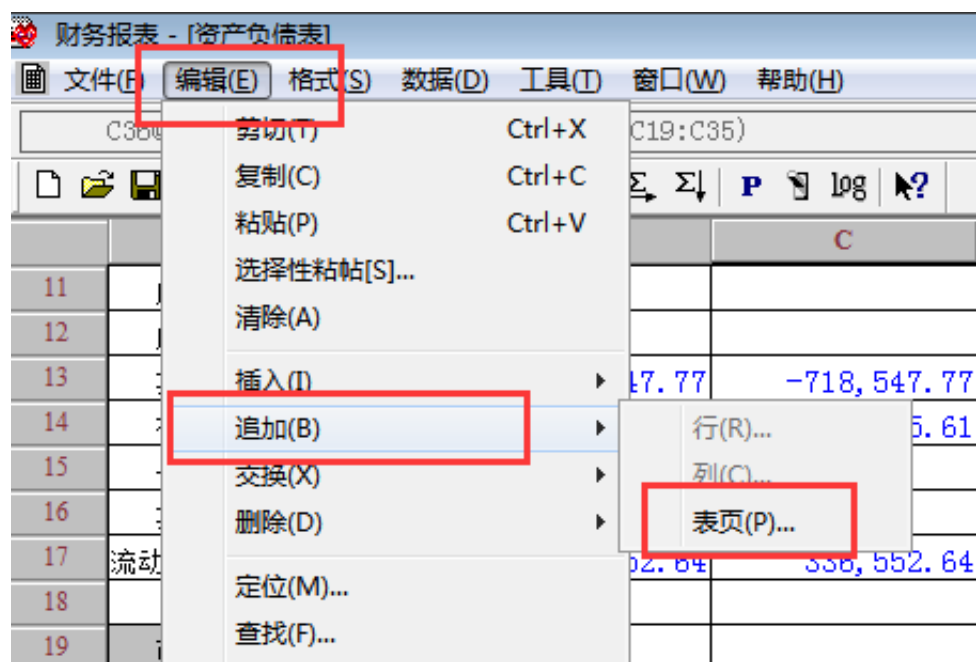 财务报表 - [资产负债表]
文件(F) 编辑(E) 格式(S) 数据(D) 工具(T) 窗口(W) 帮助(H)
C19:C35)
剪切(T) Ctrl+X
复制(C) Ctrl+C
P log
粘贴(P) Ctrl+V
C
选择性粘帖[S]...
11
清除(A)
12
13 插入(I) 47.77 -718,547.77
14 追加(B) 行(R)... 5.61
15 交换(X) 列(C)...
16 删除(D) 表页(P)...
17 流动 52.64 336,552.64
18 定位(M)...
19 查找(F)...